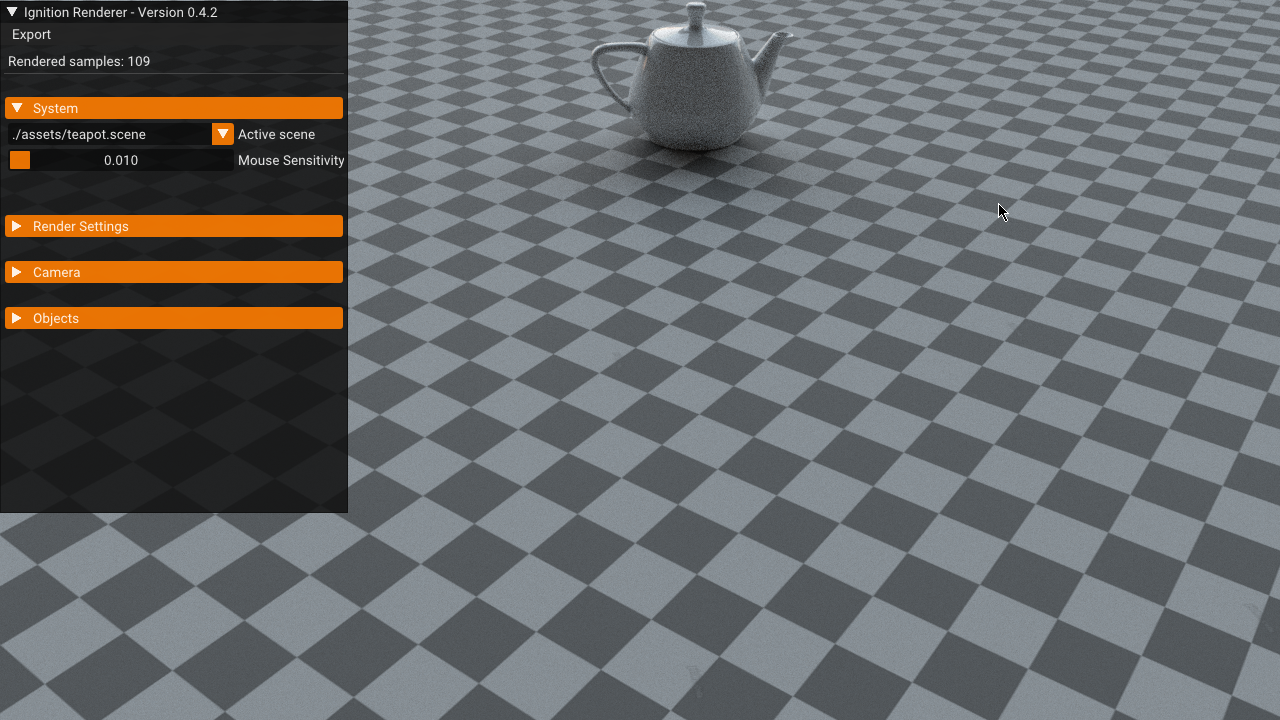 Ignition Renderer - Version 0.4.2
Export
Rendered samples: 109
System
./assets/teapot.scene Active scene
0.010 Mouse Sensitivity
Render Settings
Camera
Objects